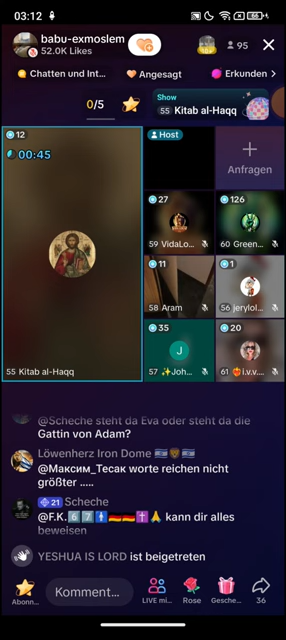 03:12
66
babu-exmoslem
52.0K Likes
95
Chatten und Int...
Angesagt
Erkunden >
0/5
Show
55 Kitab al-Haqq
12
00:45
Host
Anfragen
27
126
59 VidaLo...
60 Green...
11
1
58 Aram
56 jerylol...
35
20
J
55 Kitab al-Haqq
57 ✨Joh...
61 ❤️‍🔥i.v.v....
@Scheche steht da Eva oder steht da die
Gattin von Adam?
Löwenherz Iron Dome 🇮🇱🦁🇮🇱
@Максим_Тесак worte reichen nicht
größter .....
21 Scheche
@F.K.6️⃣7️⃣🚹🇩🇪🇩🇪✝️🙏 kann dir alles
beweisen
YESHUA IS LORD ist beigetreten
Abonn...
Komment...
LIVE mi...
Rose
Gesche...
36